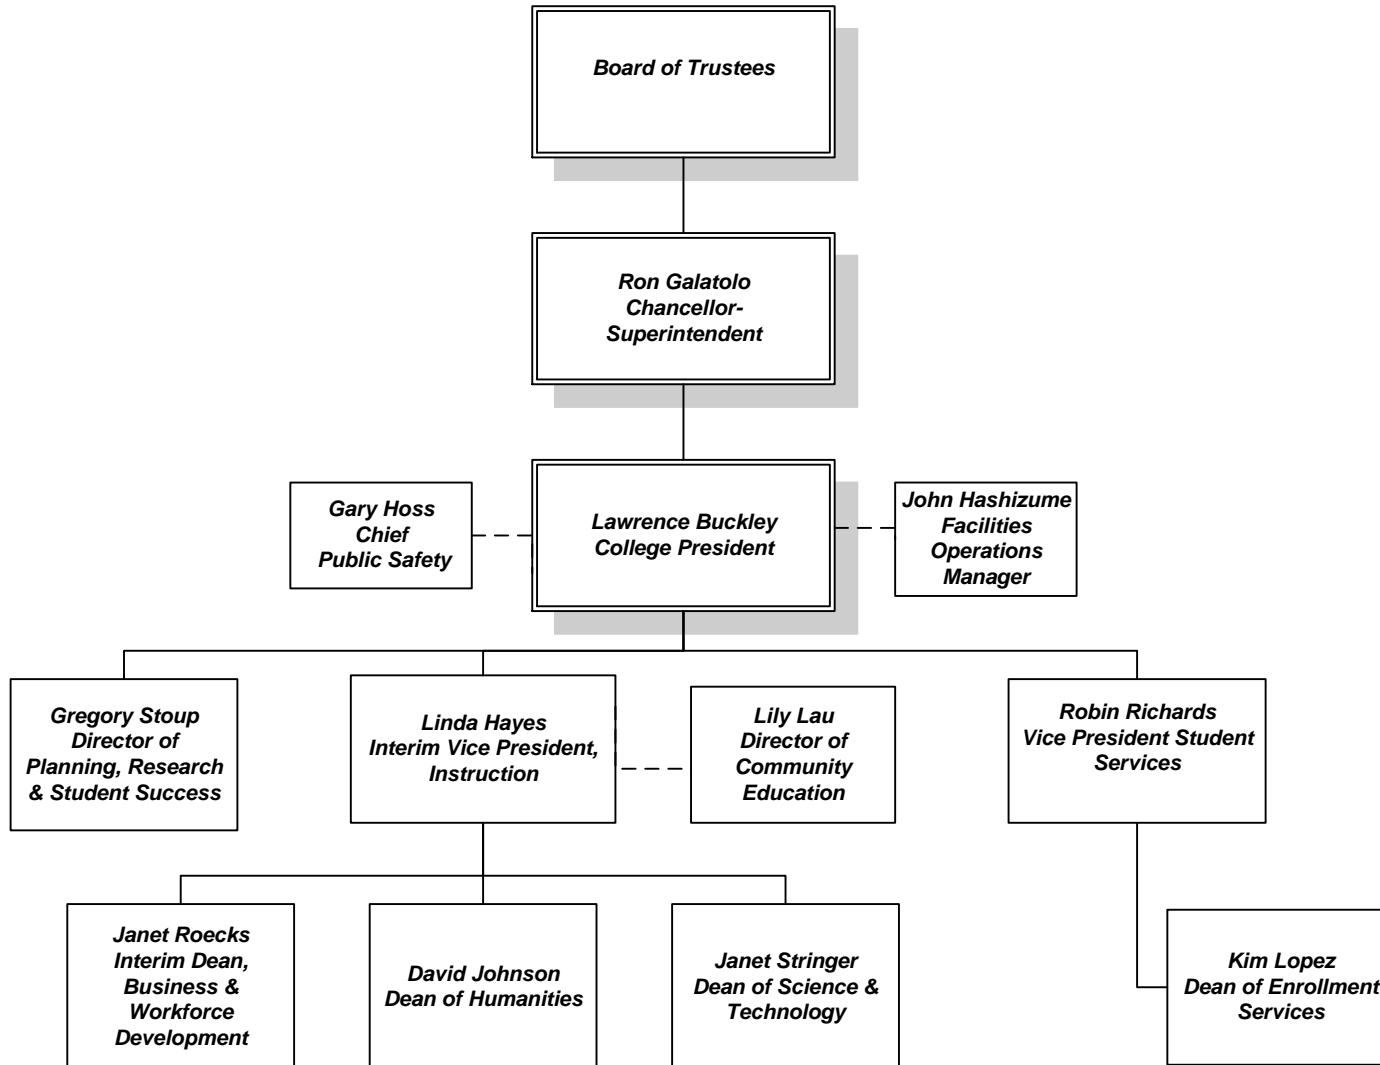 Board of Trustees
Ron Galatolo
Chancellor-
Superintendent
Gary Hoss
Chief
Public Safety
Lawrence Buckley
College President
John Hashizume
Facilities
Operations
Manager
Gregory Stoup
Director of
Planning, Research
& Student Success
Linda Hayes
Interim Vice President,
Instruction
Lily Lau
Director of
Community
Education
Robin Richards
Vice President Student
Services
Janet Roecks
Interim Dean,
Business &
Workforce
Development
David Johnson
Dean of Humanities
Janet Stringer
Dean of Science &
Technology
Kim Lopez
Dean of Enrollment
Services